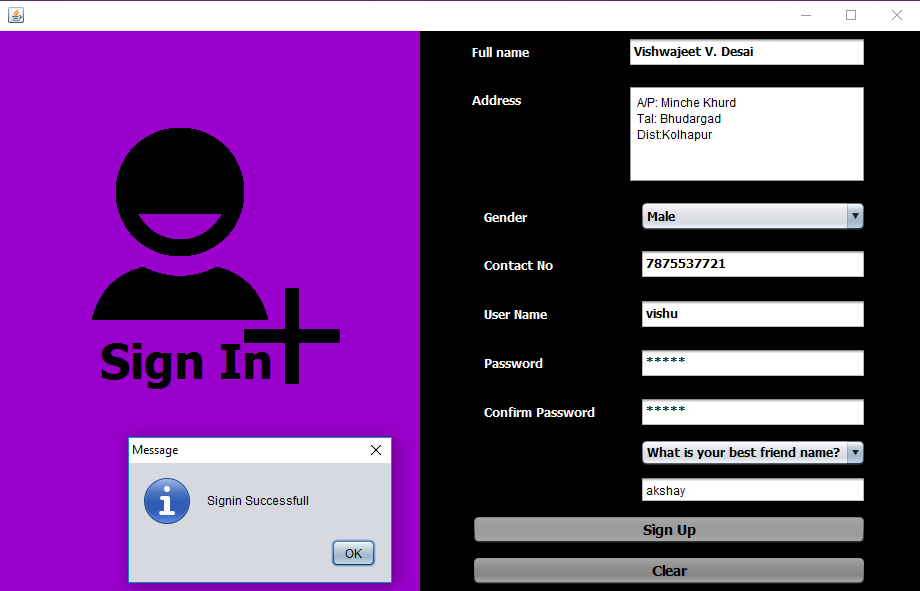 Full name
Vishwajeet V. Desai
Address
A/P: Minche Khurd
Tal: Bhudargad
Dist:Kolhapur
Gender
Male
Contact No
7875537721
User Name
vishu
Password
*****
Confirm Password
*****
What is your best friend name?
akshay
Sign Up
Clear
Sign In
Message
Signin Successfull
OK